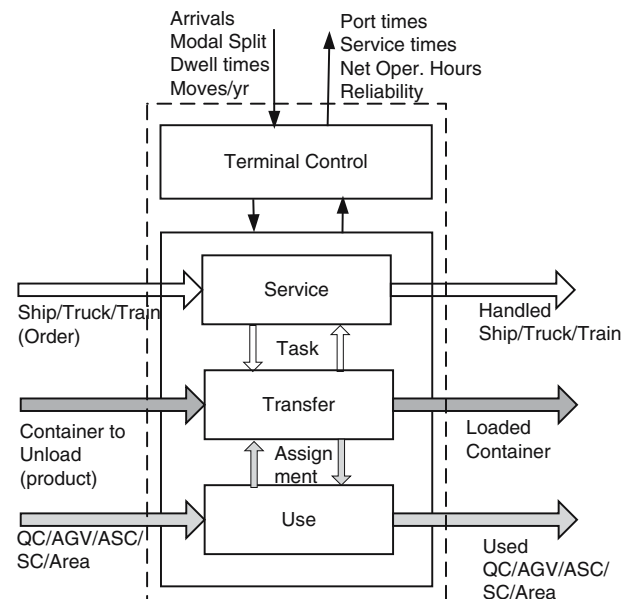 Arrivals
Modal Split
Dwell times
Moves/yr
Port times
Service times
Net Oper. Hours
Reliability
Terminal Control
Service
Ship/Truck/Train
(Order)
Handled
Ship/Truck/Train
Task
Transfer
Container to
Unload
(product)
Loaded
Container
Assign
ment
Use
QC/AGV/ASC/
SC/Area
Used
QC/AGV/ASC/
SC/Area